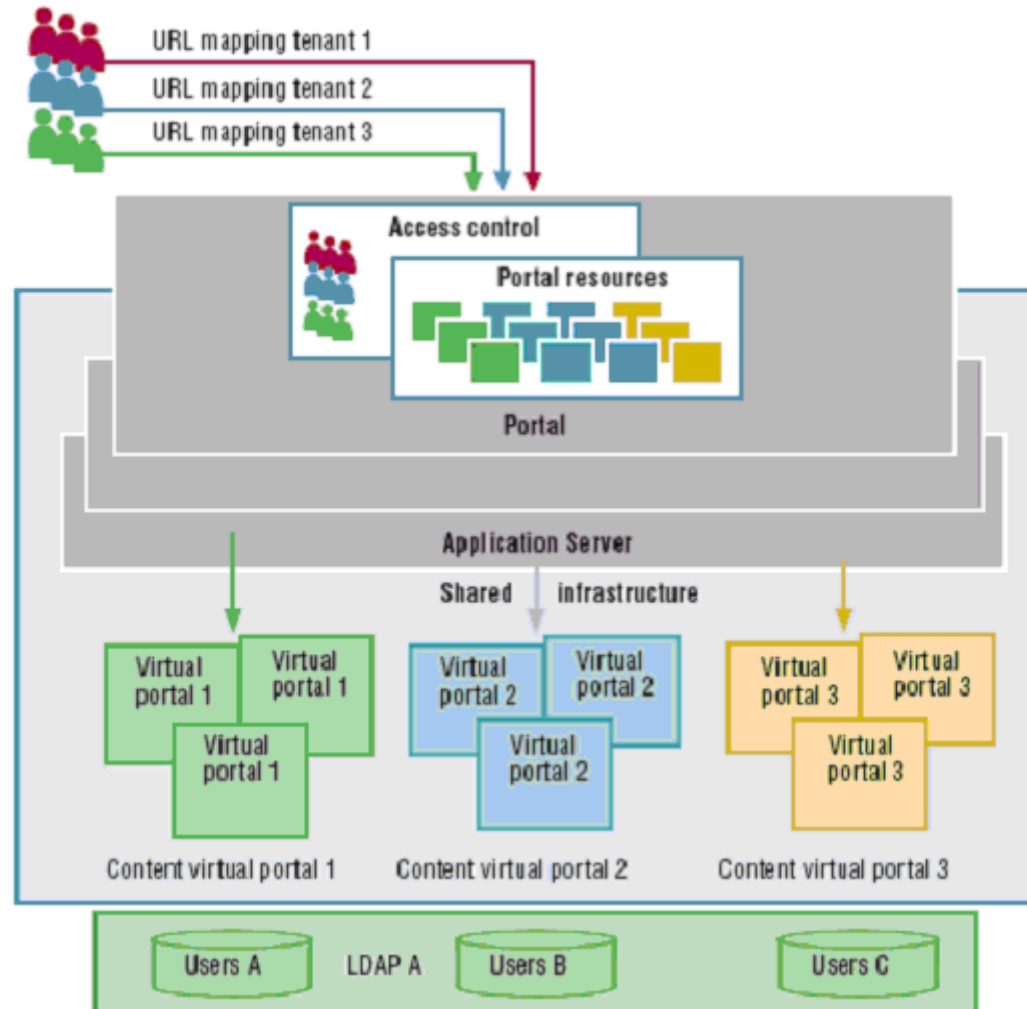 URL mapping tenant 1
URL mapping tenant 2
URL mapping tenant 3
Access control
Portal resources
Portal
Application Server
Shared infrastructure
Virtual
portal 1
Virtual
portal 1
Virtual
portal 1
Virtual
portal 2
Virtual
portal 2
Virtual
portal 2
Virtual
portal 3
Virtual
portal 3
Virtual
portal 3
Content virtual portal 1
Content virtual portal 2
Content virtual portal 3
Users A
LDAP A
Users B
Users C